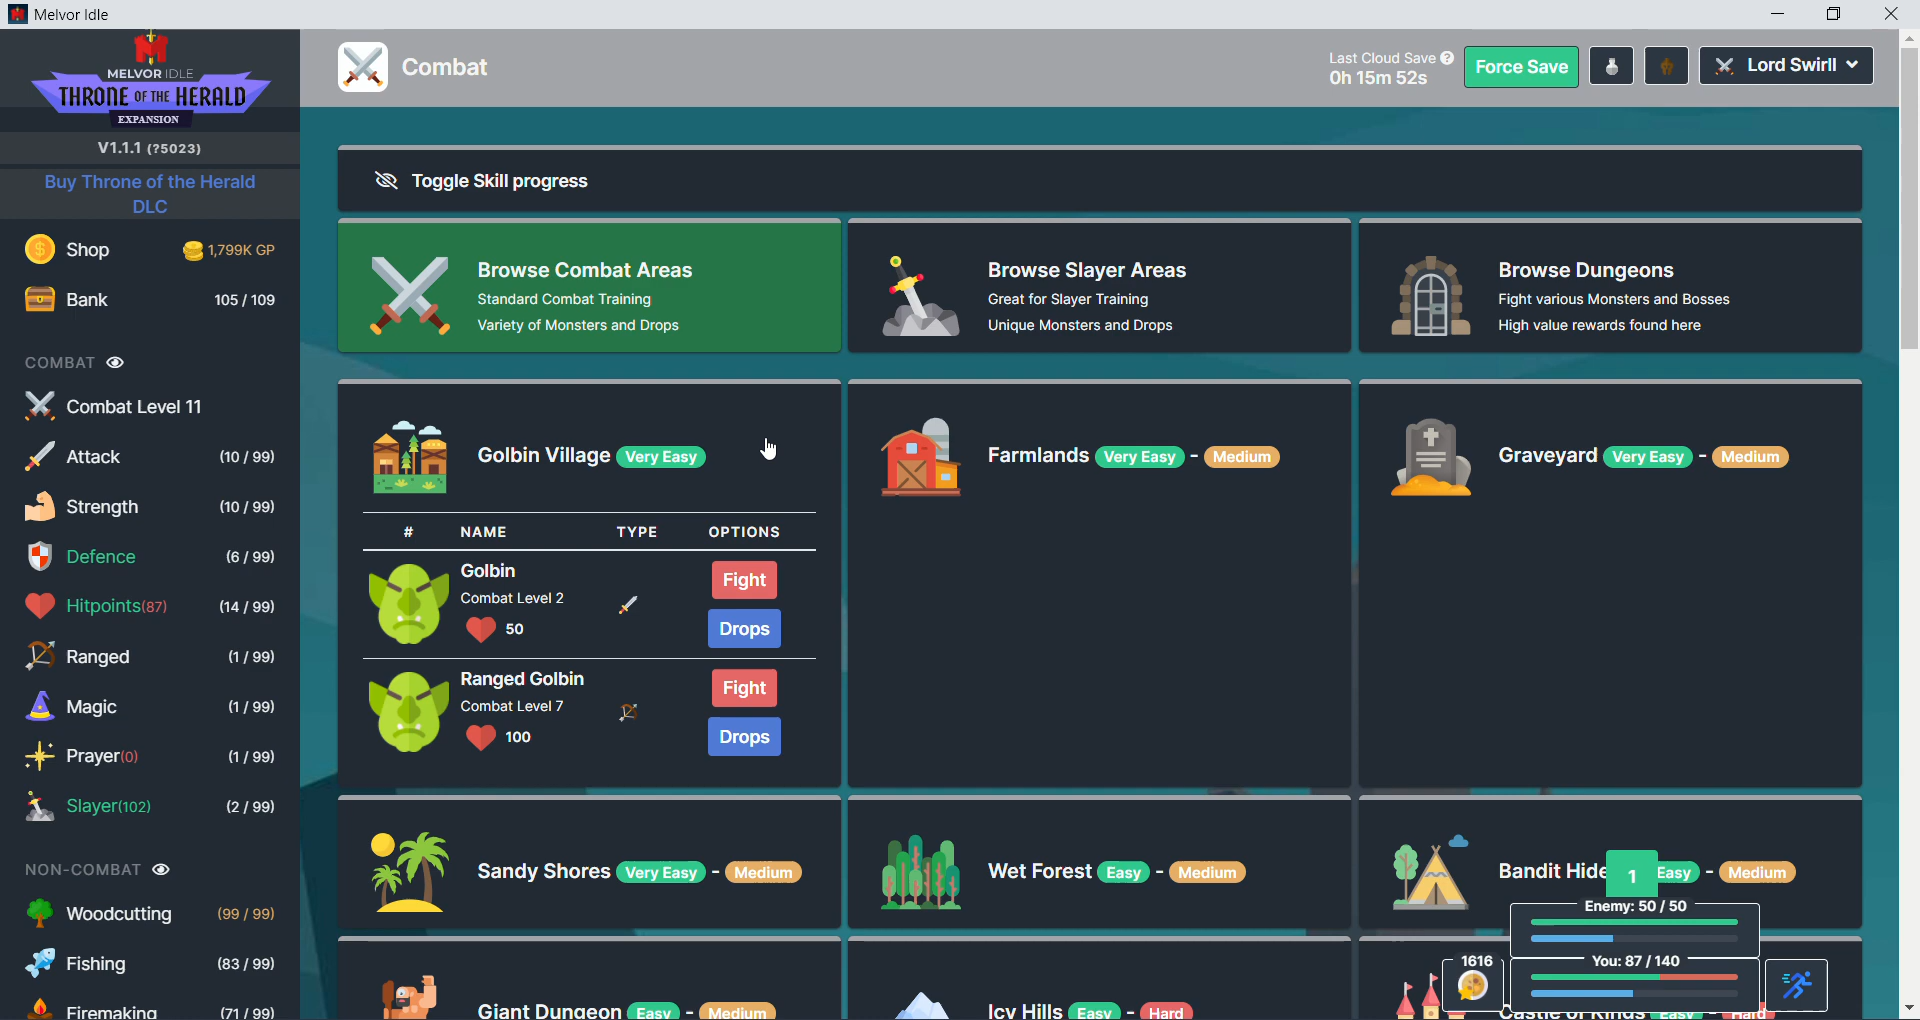 Melvor Idle
MELVOR IDLE
THRONE OF THE HERALD
EXPANSION
V1.1.1 (?5023)
Buy Throne of the Herald
DLC
Shop 1,799K GP
Bank 105 / 109
COMBAT
Combat Level 11
Attack (10 / 99)
Strength (10 / 99)
Defence (6 / 99)
Hitpoints(87) (14 / 99)
Ranged (1 / 99)
Magic (1 / 99)
Prayer(0) (1 / 99)
Slayer(102) (2 / 99)
NON-COMBAT
Woodcutting (99 / 99)
Fishing (83 / 99)
Firemaking (71 / 99)
Combat
Last Cloud Save ?
0h 15m 52s
Force Save
Lord Swirll
Toggle Skill progress
Browse Combat Areas
Standard Combat Training
Variety of Monsters and Drops
Browse Slayer Areas
Great for Slayer Training
Unique Monsters and Drops
Browse Dungeons
Fight various Monsters and Bosses
High value rewards found here
Golbin Village Very Easy
# NAME TYPE OPTIONS
Golbin
Combat Level 2
50
Fight
Drops
Ranged Golbin
Combat Level 7
100
Fight
Drops
Farmlands Very Easy - Medium
Graveyard Very Easy - Medium
Sandy Shores Very Easy - Medium
Wet Forest Easy - Medium
Bandit Hide Easy - Medium
Giant Dungeon Easy - Medium
Icy Hills Easy - Hard
Castle of Kings Easy - Hard
1
Enemy: 50 / 50
1616
You: 87 / 140